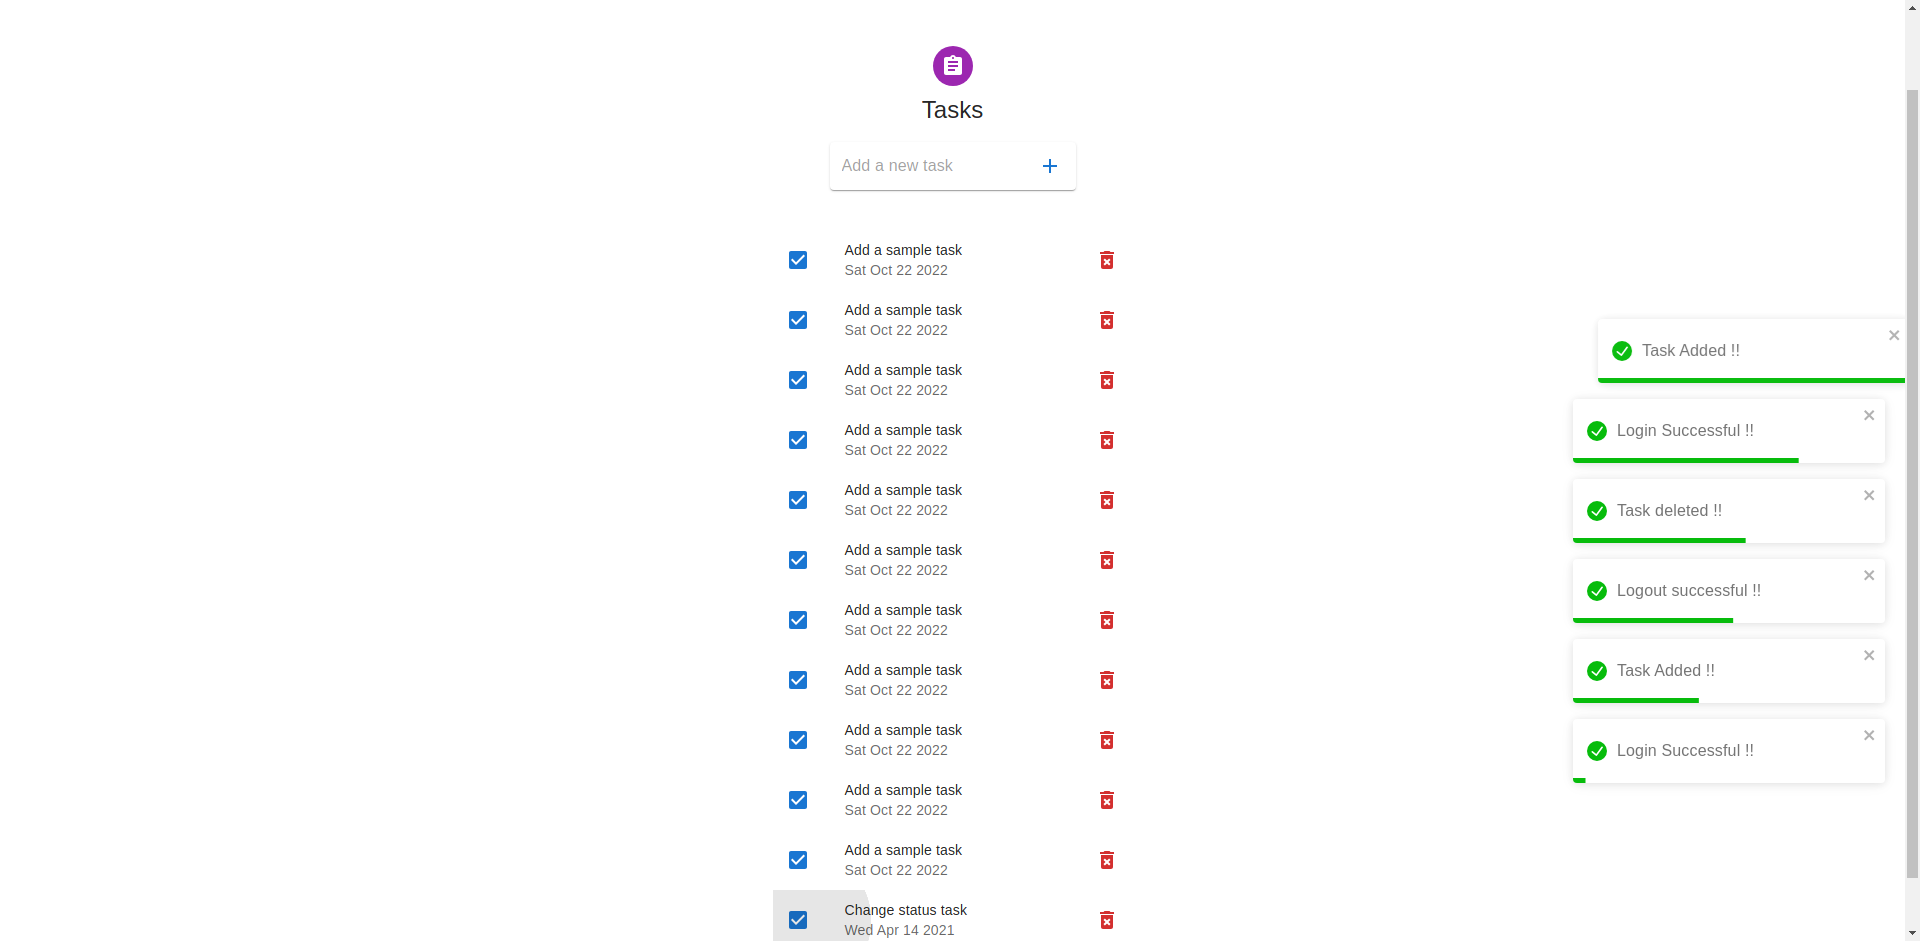 Tasks
Add a new task
Add a sample task
Sat Oct 22 2022
Add a sample task
Sat Oct 22 2022
Add a sample task
Sat Oct 22 2022
Add a sample task
Sat Oct 22 2022
Add a sample task
Sat Oct 22 2022
Add a sample task
Sat Oct 22 2022
Add a sample task
Sat Oct 22 2022
Add a sample task
Sat Oct 22 2022
Add a sample task
Sat Oct 22 2022
Add a sample task
Sat Oct 22 2022
Add a sample task
Sat Oct 22 2022
Change status task
Wed Apr 14 2021
Task Added !!
Login Successful !!
Task deleted !!
Logout successful !!
Task Added !!
Login Successful !!